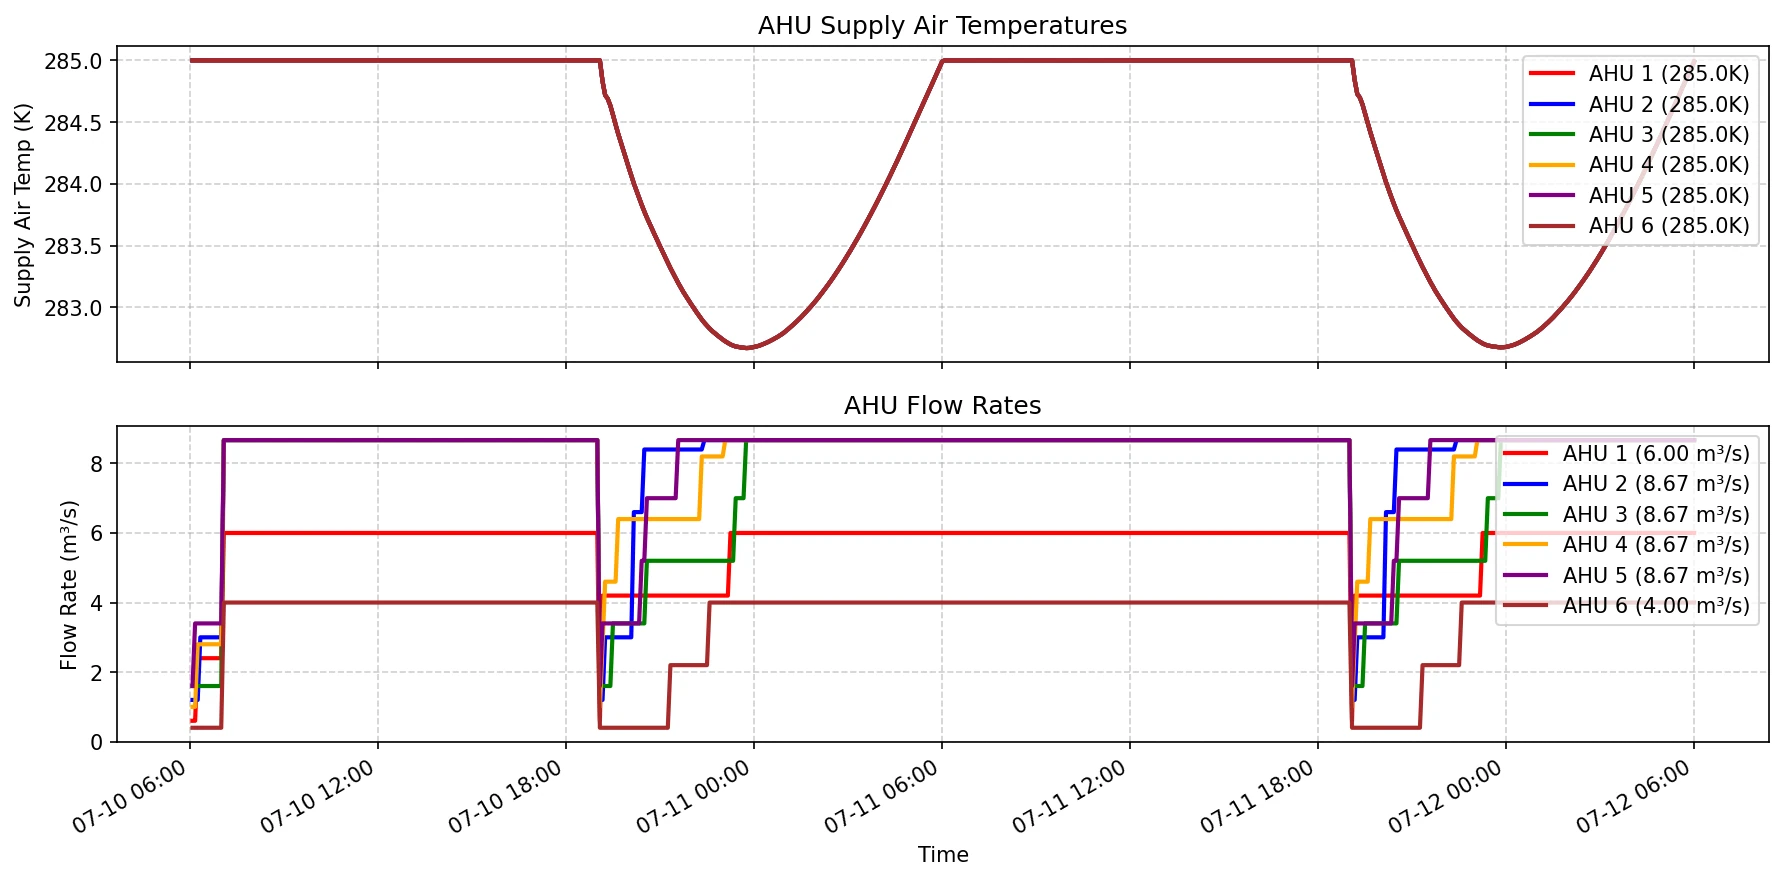 AHU Supply Air Temperatures
Supply Air Temp (K)
285.0
284.5
284.0
283.5
283.0
AHU 1 (285.0K)
AHU 2 (285.0K)
AHU 3 (285.0K)
AHU 4 (285.0K)
AHU 5 (285.0K)
AHU 6 (285.0K)
AHU Flow Rates
Flow Rate (m³/s)
8
6
4
2
0
AHU 1 (6.00 m³/s)
AHU 2 (8.67 m³/s)
AHU 3 (8.67 m³/s)
AHU 4 (8.67 m³/s)
AHU 5 (8.67 m³/s)
AHU 6 (4.00 m³/s)
07-10 06:00
07-10 12:00
07-10 18:00
07-11 00:00
07-11 06:00
07-11 12:00
07-11 18:00
07-12 00:00
07-12 06:00
Time